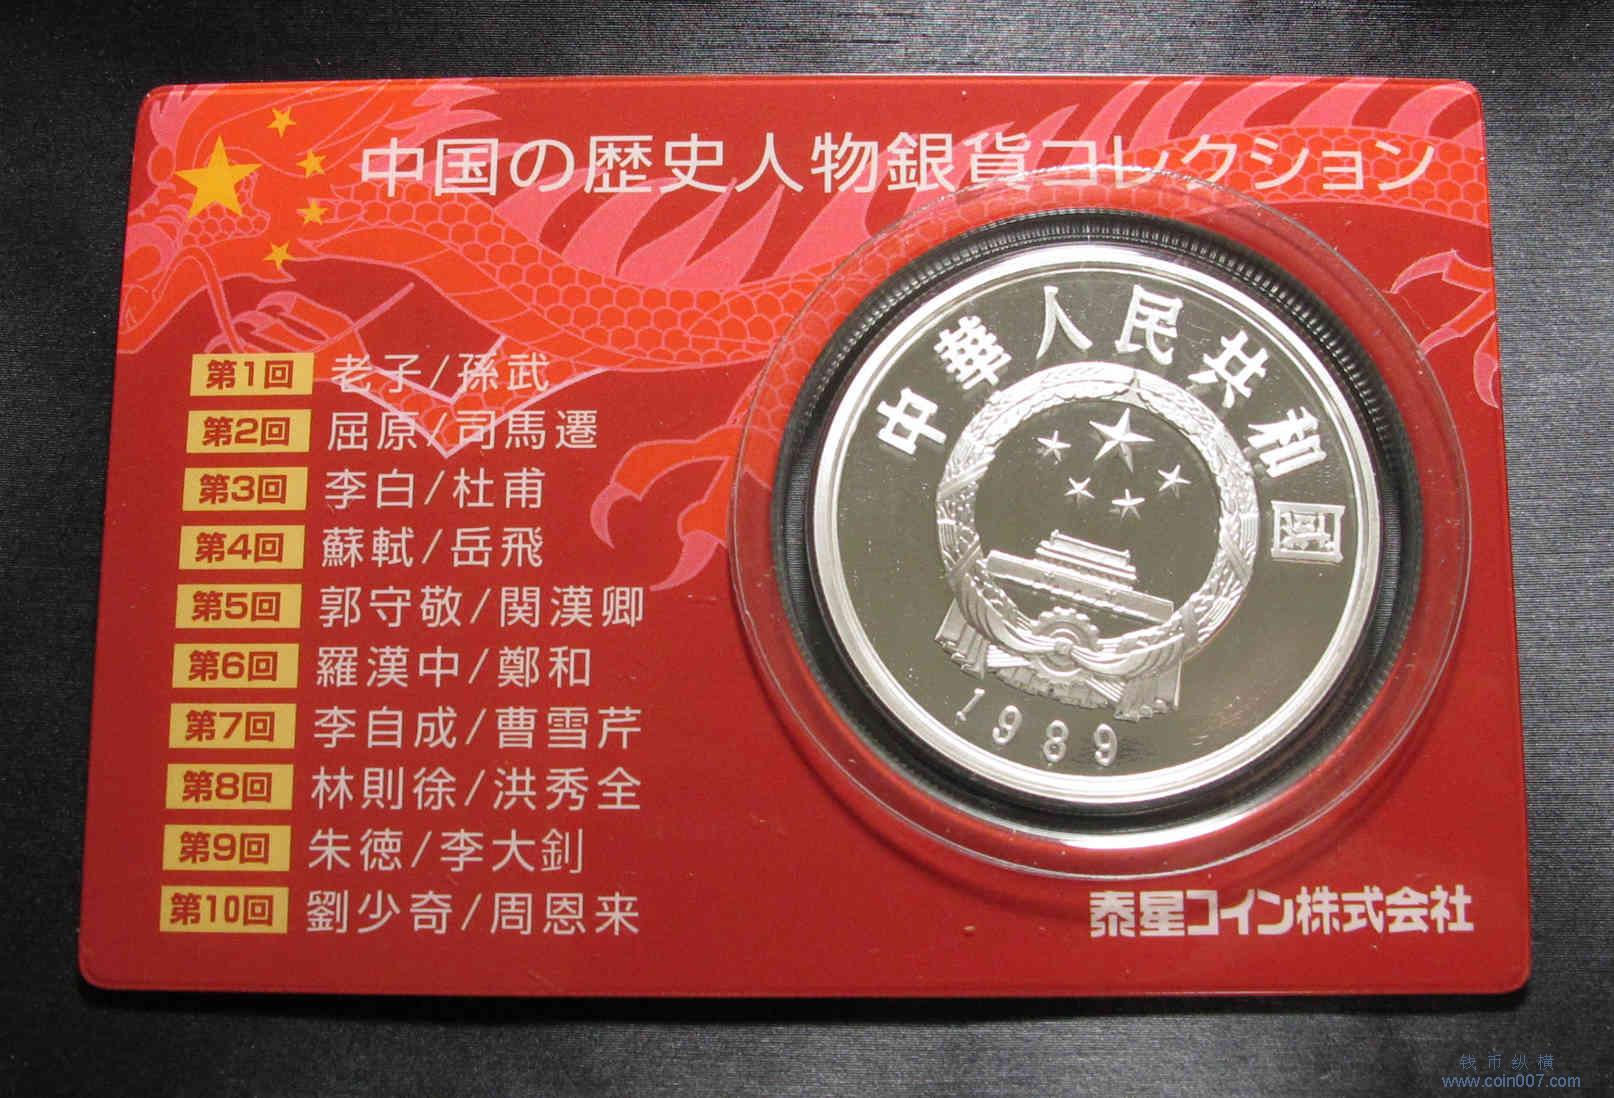 中国の歴史人物銀貨コレクション
第1回 老子/孫武
第2回 屈原/司馬遷
第3回 李白/杜甫
第4回 蘇軾/岳飛
第5回 郭守敬/関漢卿
第6回 羅漢中/鄭和
第7回 李自成/曹雪芹
第8回 林則徐/洪秀全
第9回 朱徳/李大釗
第10回 劉少奇/周恩来
中華人民共和國
1989
泰星コイン株式会社
钱币纵横
www.coin007.com